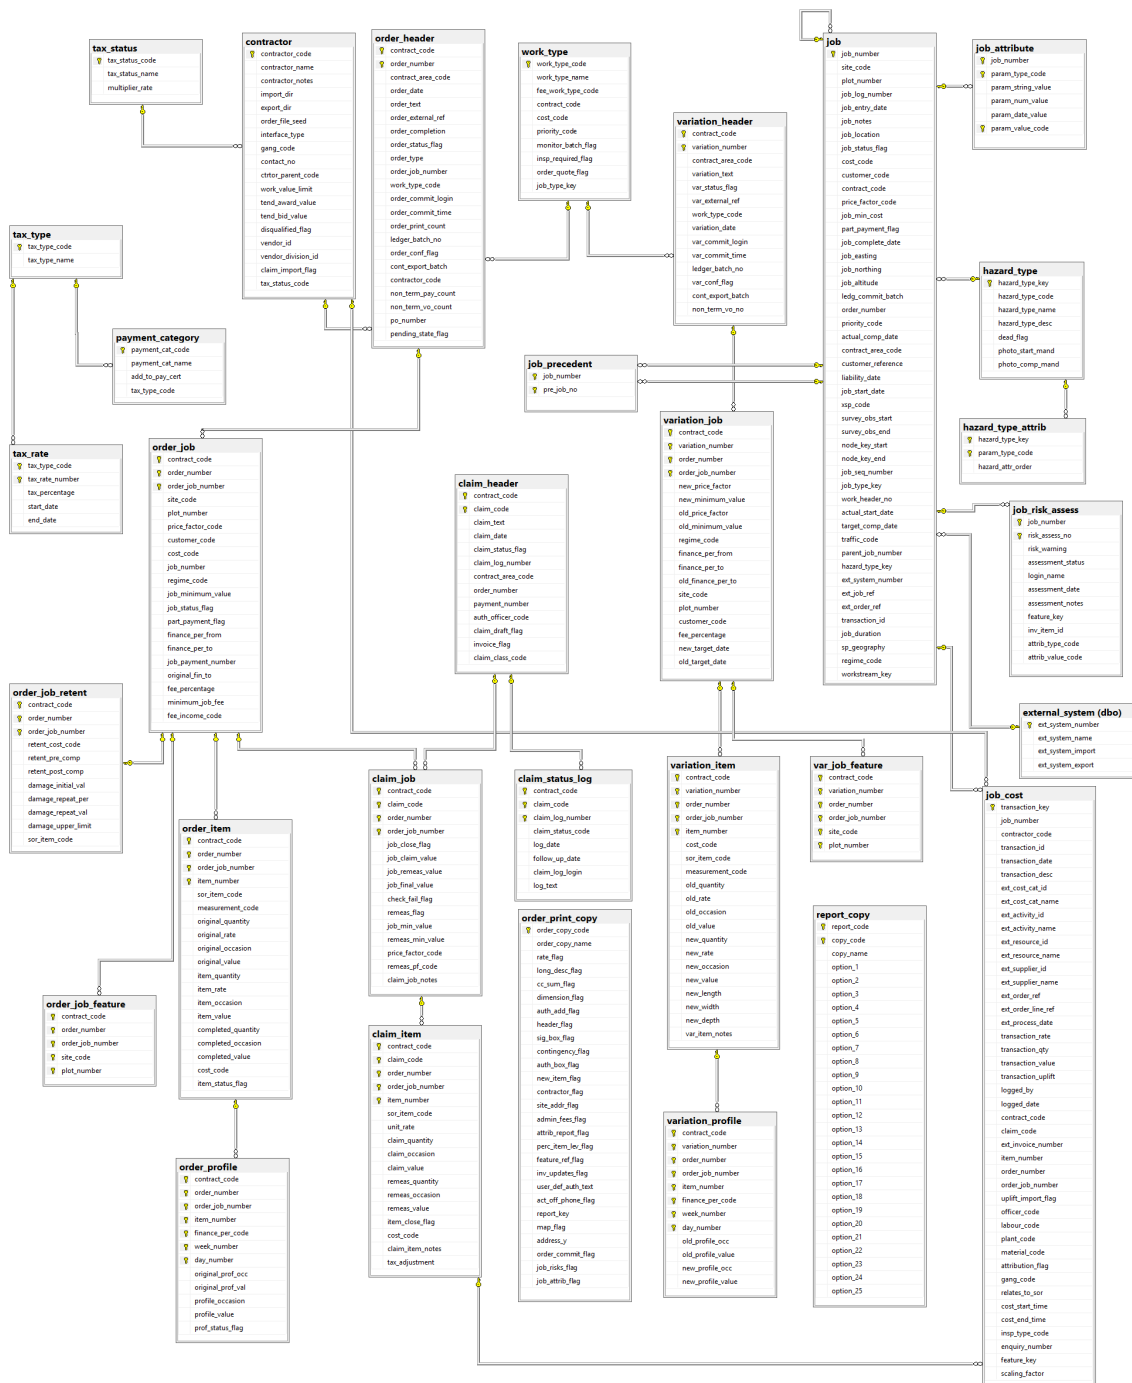 tax_status
tax_status_code
tax_status_name
multiplier_rate
contractor
contractor_code
contractor_name
contractor_notes
import_dir
export_dir
order_file_seed
interface_type
gang_code
contact_no
ctrtor_parent_code
work_value_limit
tend_award_value
tend_bid_value
disqualified_flag
vendor_id
vendor_division_id
claim_import_flag
tax_status_code
order_header
contract_code
order_number
contract_area_code
order_date
order_text
order_external_ref
order_completion
order_status_flag
order_type
order_job_number
work_type_code
order_commit_login
order_commit_time
order_print_count
ledger_batch_no
order_conf_flag
cont_export_batch
contractor_code
non_term_pay_count
non_term_vo_count
po_number
pending_state_flag
work_type
work_type_code
work_type_name
fee_work_type_code
contract_code
cost_code
priority_code
monitor_batch_flag
insp_required_flag
order_quote_flag
job_type_key
variation_header
contract_code
variation_number
contract_area_code
variation_text
var_status_flag
var_external_ref
work_type_code
variation_date
var_commit_login
var_commit_time
ledger_batch_no
var_conf_flag
cont_export_batch
non_term_vo_no
job
job_number
site_code
plot_number
job_log_number
job_entry_date
job_notes
job_location
job_status_flag
cost_code
customer_code
contract_code
price_factor_code
job_min_cost
part_payment_flag
job_complete_date
job_easting
job_northing
job_altitude
ledg_commit_batch
order_number
priority_code
actual_comp_date
contract_area_code
customer_reference
liability_date
job_start_date
xsp_code
survey_obs_start
survey_obs_end
node_key_start
node_key_end
job_seq_number
job_type_key
work_header_no
actual_start_date
target_comp_date
traffic_code
parent_job_number
hazard_type_key
ext_system_number
ext_job_ref
ext_order_ref
transaction_id
job_duration
sp_geography
regime_code
workstream_key
job_attribute
job_number
param_type_code
param_string_value
param_num_value
param_date_value
param_value_code
tax_type
tax_type_code
tax_type_name
payment_category
payment_cat_code
payment_cat_name
add_to_pay_cert
tax_type_code
hazard_type
hazard_type_key
hazard_type_code
hazard_type_name
hazard_type_desc
dead_flag
photo_start_mand
photo_comp_mand
job_precedent
job_number
pre_job_no
hazard_type_attrib
hazard_type_key
param_type_code
hazard_attr_order
tax_rate
tax_type_code
tax_rate_number
tax_percentage
start_date
end_date
order_job
contract_code
order_number
order_job_number
site_code
plot_number
price_factor_code
customer_code
cost_code
job_number
regime_code
job_minimum_value
job_status_flag
part_payment_flag
finance_per_from
finance_per_to
job_payment_number
original_fin_to
fee_percentage
minimum_job_fee
fee_income_code
claim_header
contract_code
claim_code
claim_text
claim_date
claim_status_flag
claim_log_number
contract_area_code
order_number
payment_number
auth_officer_code
claim_draft_flag
invoice_flag
claim_class_code
variation_job
contract_code
variation_number
order_number
order_job_number
new_price_factor
new_minimum_value
old_price_factor
old_minimum_value
regime_code
finance_per_from
finance_per_to
old_finance_per_to
site_code
plot_number
customer_code
fee_percentage
new_target_date
old_target_date
job_risk_assess
job_number
risk_assess_no
risk_warning
assessment_status
login_name
assessment_date
assessment_notes
feature_key
inv_item_id
attrib_type_code
attrib_value_code
order_job_retent
contract_code
order_number
order_job_number
retent_cost_code
retent_pre_comp
retent_post_comp
damage_initial_val
damage_repeat_per
damage_repeat_val
damage_upper_limit
sor_item_code
external_system (dbo)
ext_system_number
ext_system_name
ext_system_import
ext_system_export
order_item
contract_code
order_number
order_job_number
item_number
sor_item_code
measurement_code
original_quantity
original_rate
original_occasion
original_value
item_quantity
item_rate
item_occasion
item_value
completed_quantity
completed_occasion
completed_value
cost_code
item_status_flag
claim_job
contract_code
claim_code
order_number
order_job_number
job_close_flag
job_claim_value
job_remeas_value
job_final_value
check_fail_flag
remeas_flag
job_min_value
remeas_min_value
price_factor_code
remeas_pf_code
claim_job_notes
claim_status_log
contract_code
claim_code
claim_log_number
claim_status_code
log_date
follow_up_date
claim_log_login
log_text
variation_item
contract_code
variation_number
order_number
order_job_number
item_number
cost_code
sor_item_code
measurement_code
old_quantity
old_rate
old_occasion
old_value
new_quantity
new_rate
new_occasion
new_value
new_length
new_width
new_depth
var_item_notes
var_job_feature
contract_code
variation_number
order_number
order_job_number
site_code
plot_number
job_cost
transaction_key
job_number
contractor_code
transaction_id
transaction_date
transaction_desc
ext_cost_cat_id
ext_cost_cat_name
ext_activity_id
ext_activity_name
ext_resource_id
ext_resource_name
ext_supplier_id
ext_supplier_name
ext_order_ref
ext_order_line_ref
ext_process_date
transaction_rate
transaction_qty
transaction_value
transaction_uplift
logged_by
logged_date
contract_code
claim_code
ext_invoice_number
item_number
order_number
order_job_number
uplift_import_flag
officer_code
labour_code
plant_code
material_code
attribution_flag
gang_code
relates_to_sor
cost_start_time
cost_end_time
insp_type_code
enquiry_number
feature_key
scaling_factor
order_job_feature
contract_code
order_number
order_job_number
site_code
plot_number
order_print_copy
order_copy_code
order_copy_name
rate_flag
long_desc_flag
cc_sum_flag
dimension_flag
auth_add_flag
header_flag
sig_box_flag
contingency_flag
auth_box_flag
new_item_flag
contractor_flag
site_addr_flag
admin_fees_flag
attrib_report_flag
perc_item_lev_flag
feature_ref_flag
inv_updates_flag
user_def_auth_text
act_off_phone_flag
report_key
map_flag
address_y
order_commit_flag
job_risks_flag
job_attrib_flag
report_copy
report_code
copy_code
copy_name
option_1
option_2
option_3
option_4
option_5
option_6
option_7
option_8
option_9
option_10
option_11
option_12
option_13
option_14
option_15
option_16
option_17
option_18
option_19
option_20
option_21
option_22
option_23
option_24
option_25
claim_item
contract_code
claim_code
order_number
order_job_number
item_number
sor_item_code
unit_rate
claim_quantity
claim_occasion
claim_value
remeas_quantity
remeas_occasion
remeas_value
item_close_flag
cost_code
claim_item_notes
tax_adjustment
variation_profile
contract_code
variation_number
order_number
order_job_number
item_number
finance_per_code
week_number
day_number
old_profile_occ
old_profile_value
new_profile_occ
new_profile_value
order_profile
contract_code
order_number
order_job_number
item_number
finance_per_code
week_number
day_number
original_prof_occ
original_prof_val
profile_occasion
profile_value
prof_status_flag